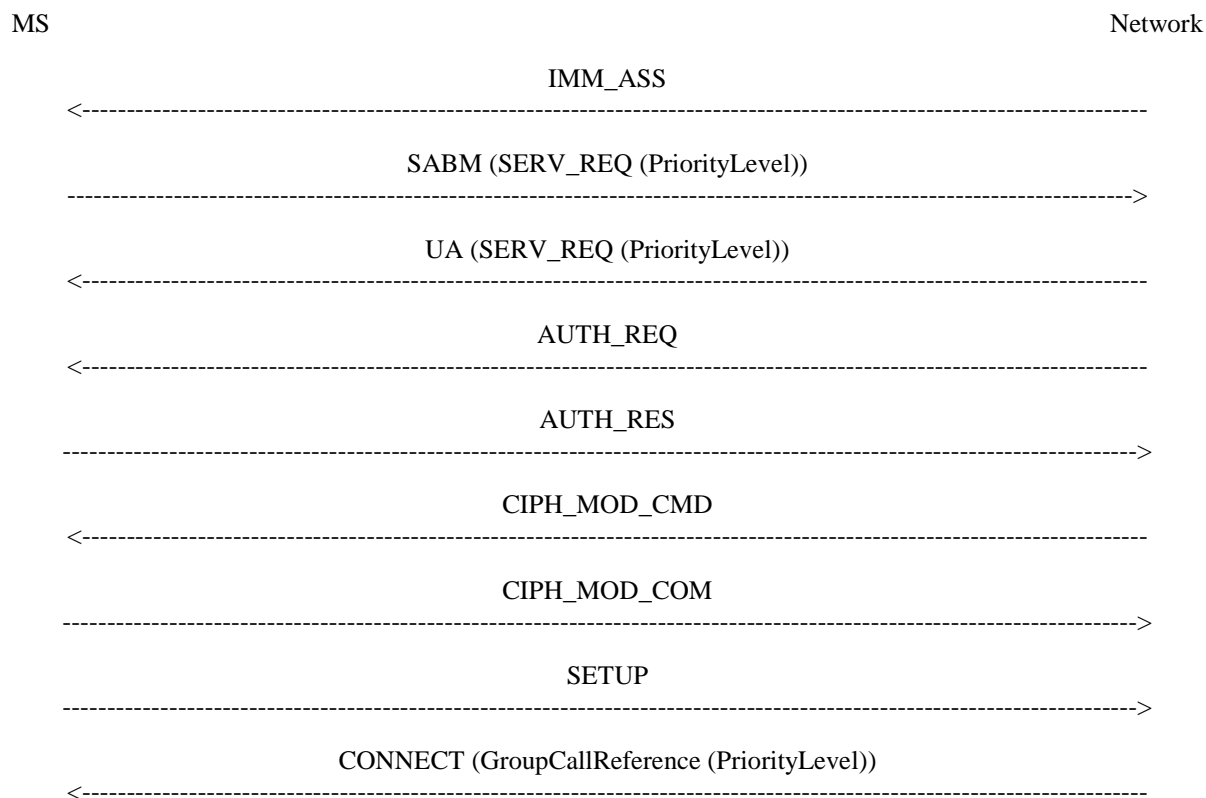 MS Network
IMM_ASS
<----------------------------------------------------------------------------------------------------------------------
SABM (SERV_REQ (PriorityLevel))
---------------------------------------------------------------------------------------------------------------------->
UA (SERV_REQ (PriorityLevel))
<----------------------------------------------------------------------------------------------------------------------
AUTH_REQ
<----------------------------------------------------------------------------------------------------------------------
AUTH_RES
----------------------------------------------------------------------------------------------------------------------->
CIPH_MOD_CMD
<----------------------------------------------------------------------------------------------------------------------
CIPH_MOD_COM
----------------------------------------------------------------------------------------------------------------------->
SETUP
----------------------------------------------------------------------------------------------------------------------->
CONNECT (GroupCallReference (PriorityLevel))
<----------------------------------------------------------------------------------------------------------------------